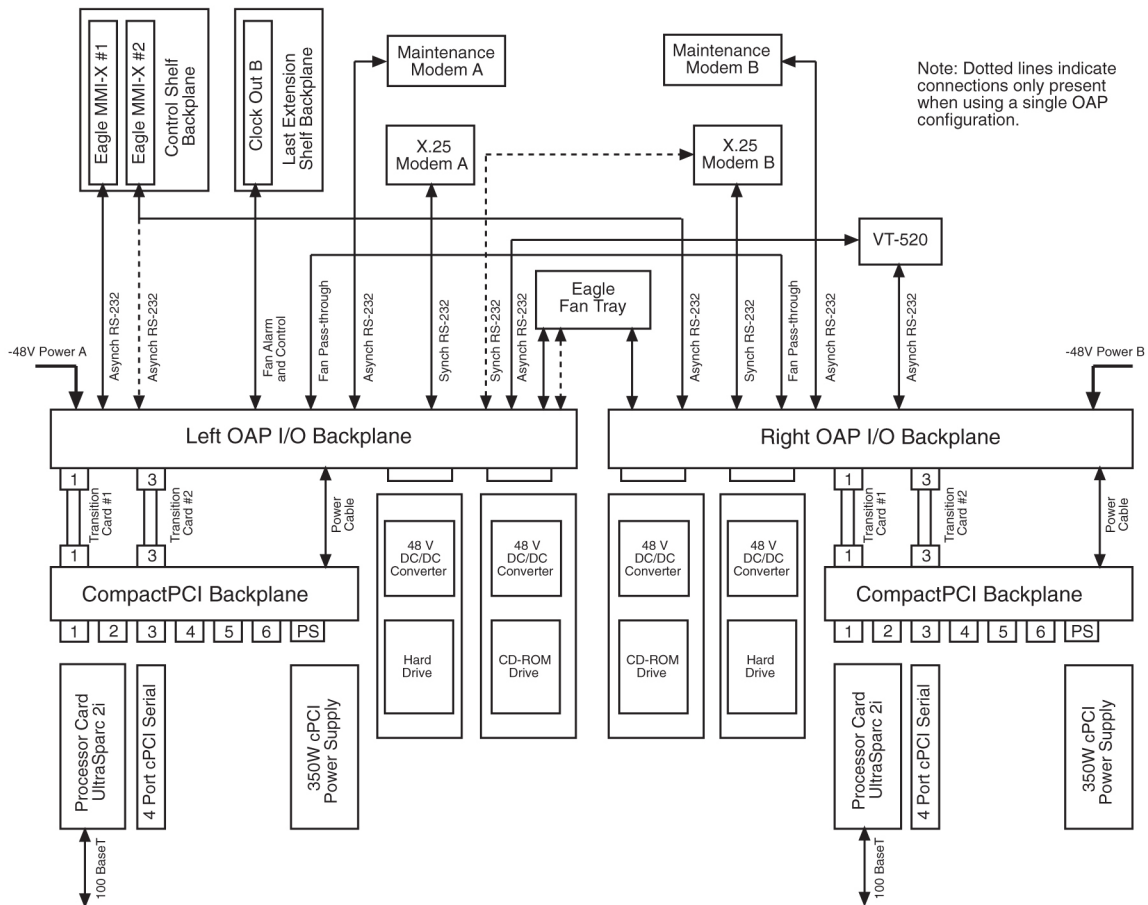 Eagle MMI-X #1
Eagle MMI-X #2
Control Shelf
Backplane
Clock Out B
Last Extension
Shelf Backplane
Maintenance
Modem A
Maintenance
Modem B
Note: Dotted lines indicate
connections only present
when using a single OAP
configuration.
X.25
Modem A
X.25
Modem B
VT-520
Eagle
Fan Tray
-48V Power A
Asynch RS-232
Asynch RS-232
Fan Alarm
and Control
Fan Pass-through
Asynch RS-232
Synch RS-232
Synch RS-232
Asynch RS-232
Asynch RS-232
Synch RS-232
Fan Pass-through
Asynch RS-232
Asynch RS-232
-48V Power B
Left OAP I/O Backplane
Right OAP I/O Backplane
1
Transition
Card #1
3
Transition
Card #2
Power
Cable
1
Transition
Card #1
3
Transition
Card #2
Power
Cable
1
3
1
3
48 V
DC/DC
Converter
48 V
DC/DC
Converter
48 V
DC/DC
Converter
48 V
DC/DC
Converter
CompactPCI Backplane
CompactPCI Backplane
1
2
3
4
5
6
PS
1
2
3
4
5
6
PS
Hard
Drive
CD-ROM
Drive
CD-ROM
Drive
Hard
Drive
Processor Card
UltraSparc 2i
4 Port cPCI Serial
350W cPCI
Power Supply
Processor Card
UltraSparc 2i
4 Port cPCI Serial
350W cPCI
Power Supply
100 BaseT
100 BaseT